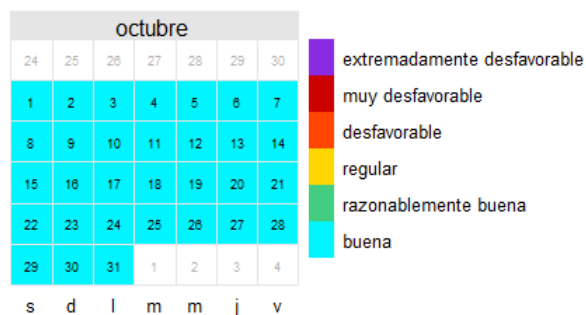 octubre
24 25 26 27 28 29 30
1 2 3 4 5 6 7
8 9 10 11 12 13 14
15 16 17 18 19 20 21
22 23 24 25 26 27 28
29 30 31 1 2 3 4
s d l m m j v
extremadamente desfavorable
muy desfavorable
desfavorable
regular
razonablemente buena
buena